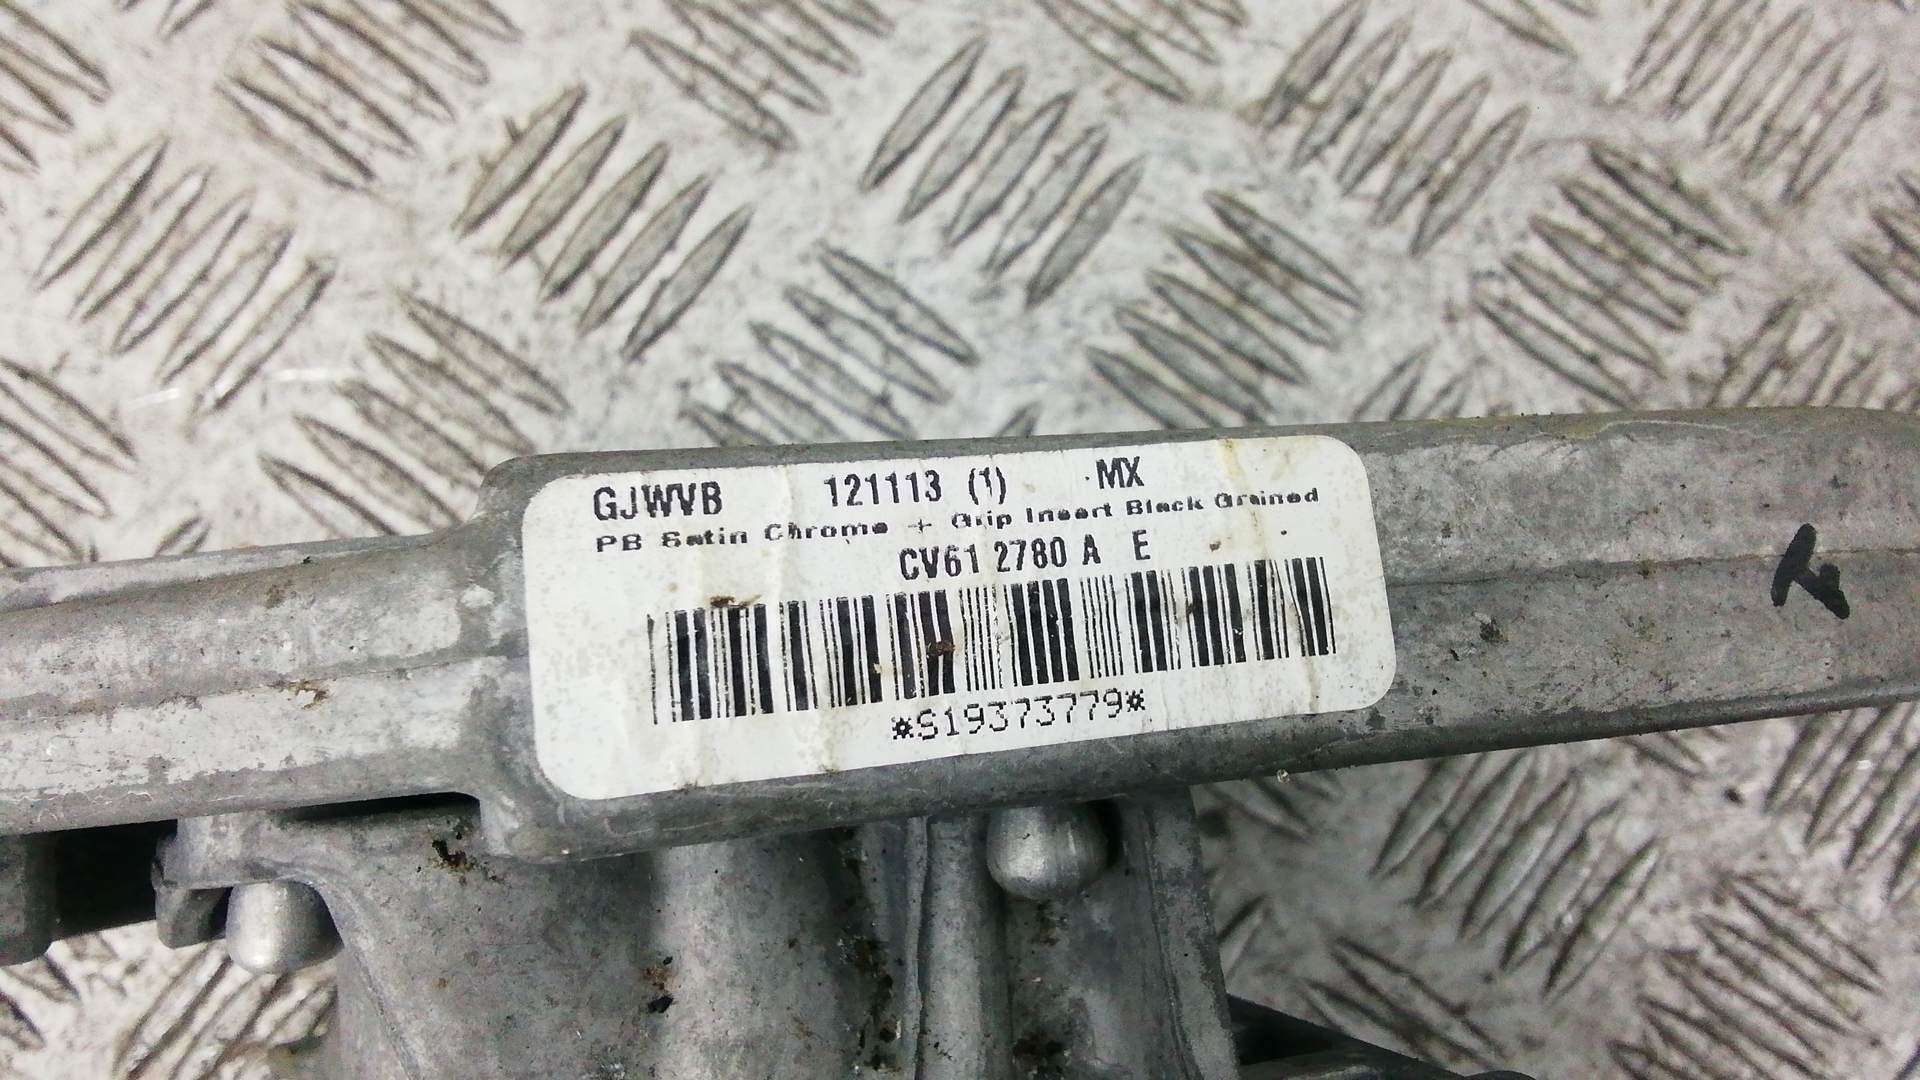 GJWVB 121113 (1) MX
PB Satin Chrome + Grip Insert Black Grained
CV61 2780 A E
*S19373779*